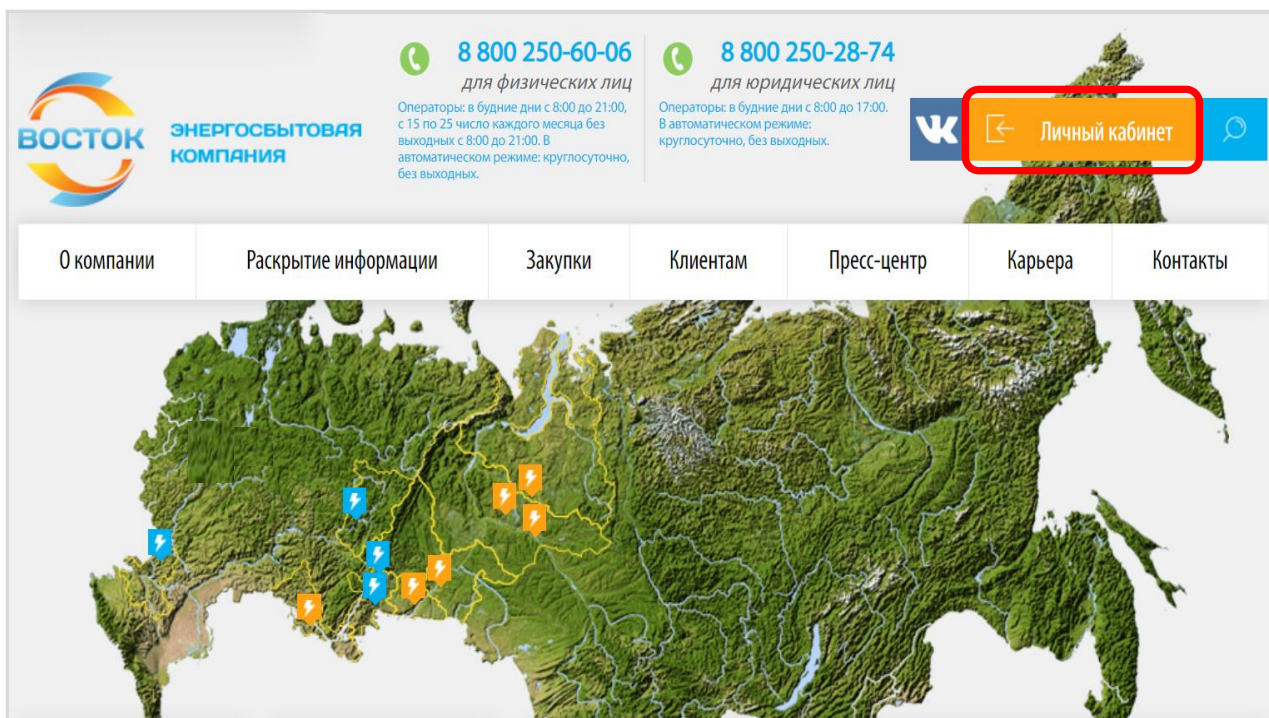 8 800 250-60-06
для физических лиц
Операторы: в будние дни с 8:00 до 21:00,
с 15 по 25 число каждого месяца без
выходных с 8:00 до 21:00. В
автоматическом режиме: круглосуточно,
без выходных.
8 800 250-28-74
для юридических лиц
Операторы: в будние дни с 8:00 до 17:00.
В автоматическом режиме:
круглосуточно, без выходных.
ВОСТОК
ЭНЕРГОСБЫТОВАЯ
КОМПАНИЯ
Личный кабинет
О компании
Раскрытие информации
Закупки
Клиентам
Пресс-центр
Карьера
Контакты